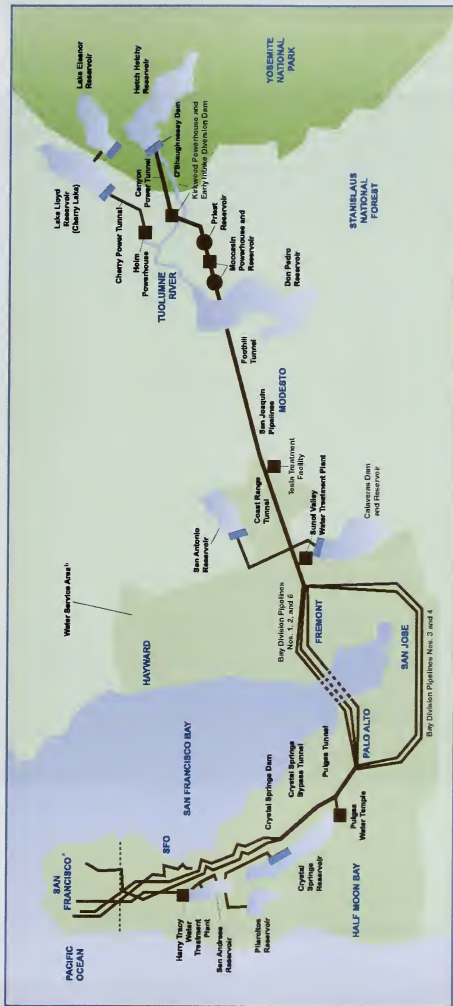 PACIFIC
OCEAN
SAN
FRANCISCOᵃ
SFO
Harry Tracy
Water
Treatment
Plant
San Andreas
Reservoir
Pilarcitos
Reservoir
Crystal
Springs
Reservoir
HALF MOON BAY
SAN FRANCISCO BAY
Crystal Springs Dam
Crystal Springs
Bypass Tunnel
Pulgas Tunnel
Pulgas
Water Temple
PALO ALTO
HAYWARD
Water Service Areaᵇ
Bay Division Pipelines
Nos. 1, 2, and 5
FREMONT
SAN JOSE
Bay Division Pipelines Nos. 3 and 4
San Antonio
Reservoir
Coast Range
Tunnel
Tesla Treatment
Facility
Sunol Valley
Water Treatment Plant
Calaveras Dam
and Reservoir
San Joaquin
Pipelines
MODESTO
Foothill
Tunnel
Don Pedro
Reservoir
TUOLUMNE
RIVER
Moccasin
Powerhouse and
Reservoir
Priest
Reservoir
Kirkwood Powerhouse and
Early Intake Diversion Dam
O'Shaughnessy Dam
Canyon
Power Tunnel
Holm
Powerhouse
Cherry Power Tunnel
Lake Lloyd
Reservoir
(Cherry Lake)
Lake Eleanor
Reservoir
Hetch Hetchy
Reservoir
YOSEMITE
NATIONAL
PARK
STANISLAUS
NATIONAL
FOREST